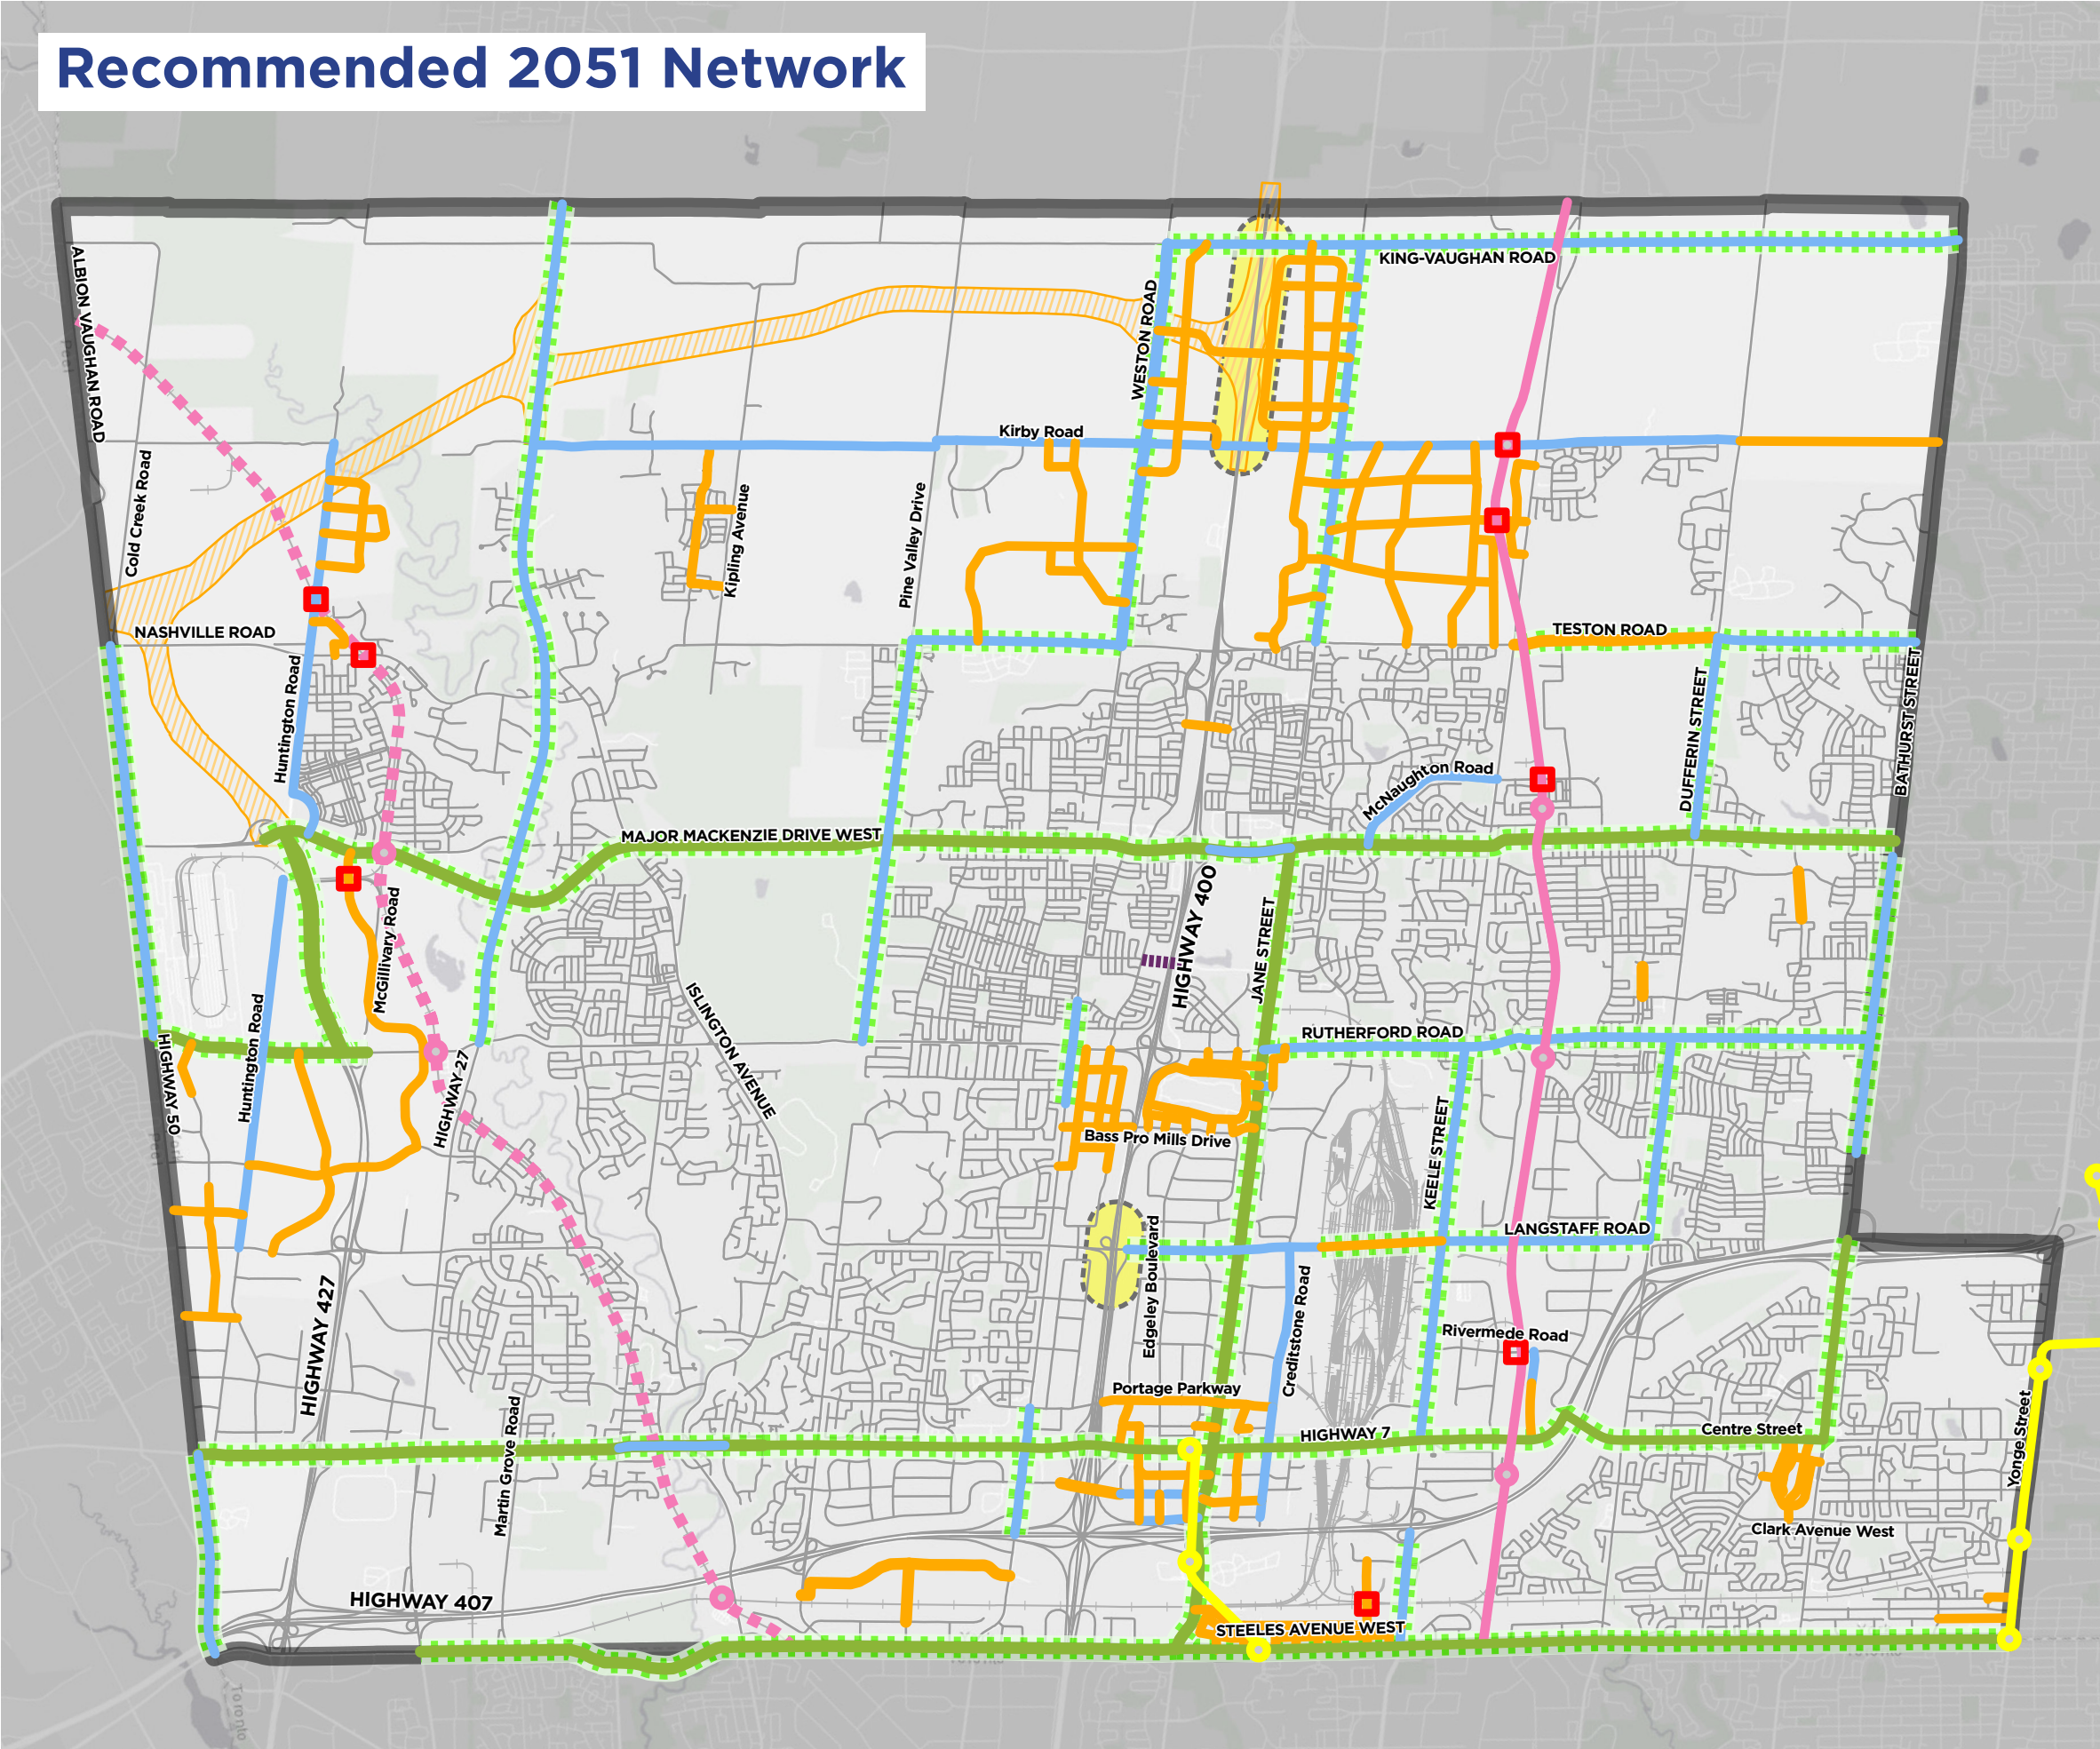 Recommended 2051 Network
KING-VAUGHAN ROAD
ALBION VAUGHAN ROAD
WESTON ROAD
Kirby Road
Cold Creek Road
Kipling Avenue
Pine Valley Drive
NASHVILLE ROAD
TESTON ROAD
Huntington Road
DUFFERIN STREET
BATHURST STREET
McNaughton Road
MAJOR MACKENZIE DRIVE WEST
HIGHWAY 400
JANE STREET
McGillivary Road
ISLINGTON AVENUE
RUTHERFORD ROAD
HIGHWAY 50
Huntington Road
HIGHWAY 27
Bass Pro Mills Drive
KEELE STREET
LANGSTAFF ROAD
Edgeley Boulevard
Creditstone Road
HIGHWAY 427
Rivermede Road
Portage Parkway
Martin Grove Road
HIGHWAY 7
Centre Street
Yonge Street
Clark Avenue West
HIGHWAY 407
STEELES AVENUE WEST
Toronto
Peel